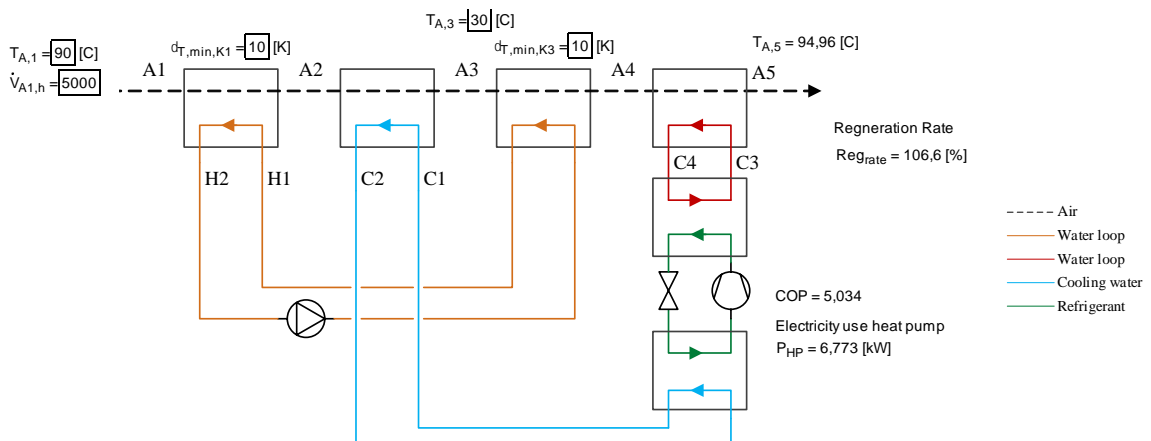 T_A,3 = 30 [C]
T_A,1 = 90 [C]
d_T,min,K1 = 10 [K]
d_T,min,K3 = 10 [K]
T_A,5 = 94,96 [C]
V̇_A1,h = 5000
A1
A2
A3
A4
A5
Regneration Rate
Reg_rate = 106,6 [%]
H2
H1
C2
C1
C4
C3
Air
Water loop
Water loop
Cooling water
Refrigerant
COP = 5,034
Electricity use heat pump
P_HP = 6,773 [kW]